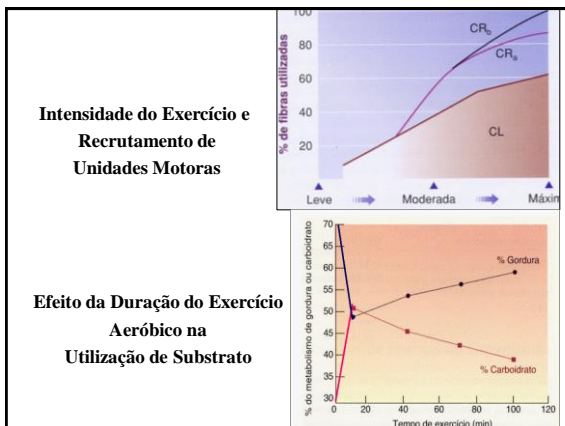 Intensidade do Exercício e
Recrutamento de
Unidades Motoras
% de fibras utilizadas
100
80
60
40
20
CRb
CRa
CL
Leve
Moderada
Máxim
Efeito da Duração do Exercício
Aeróbico na
Utilização de Substrato
% do metabolismo de gordura ou carboidrato
70
65
60
55
50
45
40
35
30
% Gordura
% Carboidrato
0 20 40 60 80 100 120
Tempo de exercício (min)